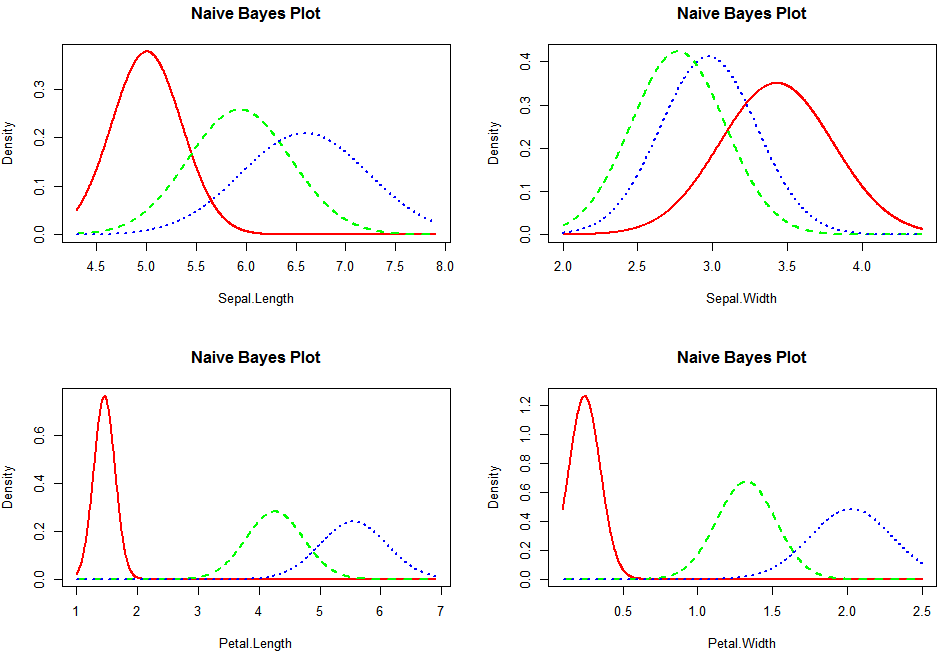 Naive Bayes Plot
Density
0.0 0.1 0.2 0.3
4.5 5.0 5.5 6.0 6.5 7.0 7.5 8.0
Sepal.Length
Naive Bayes Plot
Density
0.0 0.1 0.2 0.3 0.4
2.0 2.5 3.0 3.5 4.0
Sepal.Width
Naive Bayes Plot
Density
0.0 0.2 0.4 0.6
1 2 3 4 5 6 7
Petal.Length
Naive Bayes Plot
Density
0.0 0.2 0.4 0.6 0.8 1.0 1.2
0.5 1.0 1.5 2.0 2.5
Petal.Width